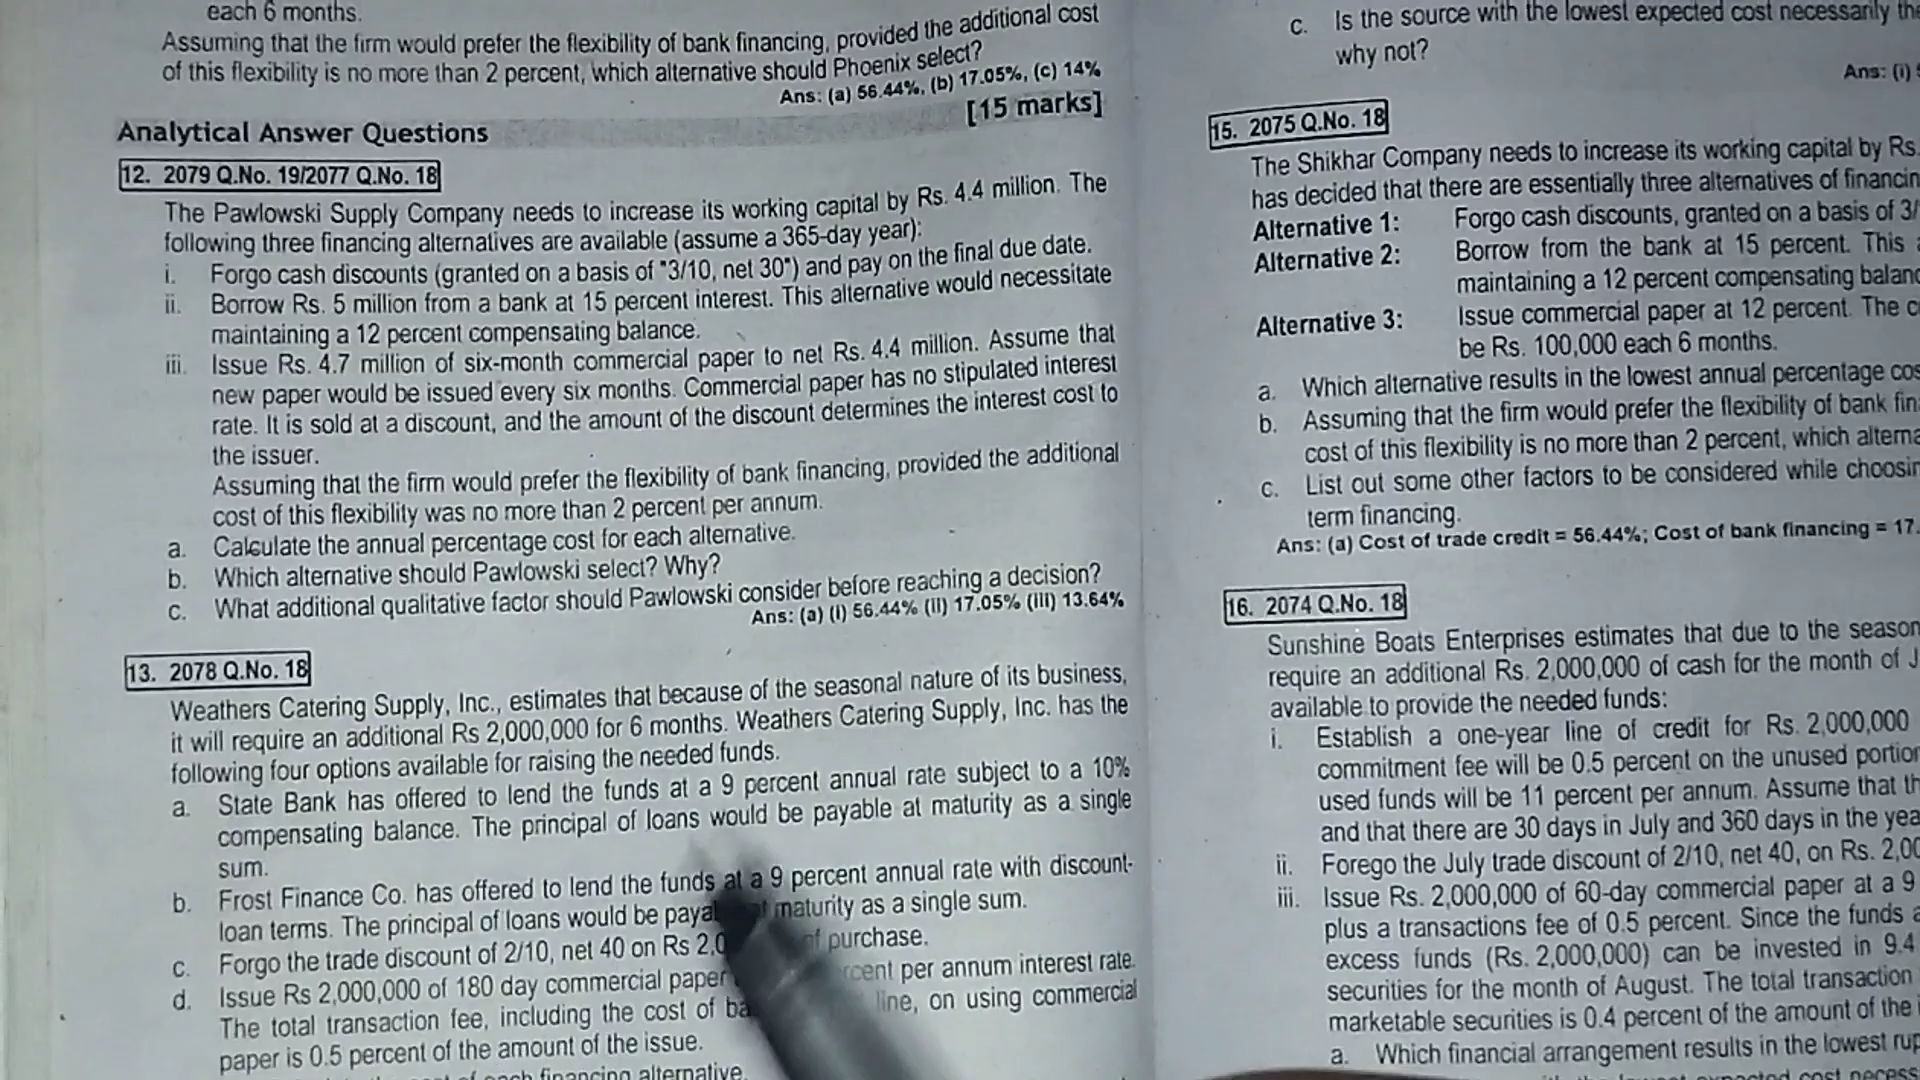 each 6 months.
Assuming that the firm would prefer the flexibility of bank financing, provided the additional cost
of this flexibility is no more than 2 percent, which alternative should Phoenix select?
Ans: (a) 56.44%, (b) 17.05%, (c) 14%
[15 marks]
Analytical Answer Questions
12. 2079 Q.No. 19/2077 Q.No. 18
The Pawlowski Supply Company needs to increase its working capital by Rs. 4.4 million. The
following three financing alternatives are available (assume a 365-day year):
i. Forgo cash discounts (granted on a basis of "3/10, net 30") and pay on the final due date.
ii. Borrow Rs. 5 million from a bank at 15 percent interest. This alternative would necessitate
maintaining a 12 percent compensating balance.
iii. Issue Rs. 4.7 million of six-month commercial paper to net Rs. 4.4 million. Assume that
new paper would be issued every six months. Commercial paper has no stipulated interest
rate. It is sold at a discount, and the amount of the discount determines the interest cost to
the issuer.
Assuming that the firm would prefer the flexibility of bank financing, provided the additional
cost of this flexibility was no more than 2 percent per annum.
a. Calculate the annual percentage cost for each alternative.
b. Which alternative should Pawlowski select? Why?
c. What additional qualitative factor should Pawlowski consider before reaching a decision?
Ans: (a) (i) 56.44% (ii) 17.05% (iii) 13.64%
13. 2078 Q.No. 18
Weathers Catering Supply, Inc., estimates that because of the seasonal nature of its business,
it will require an additional Rs 2,000,000 for 6 months. Weathers Catering Supply, Inc. has the
following four options available for raising the needed funds.
a. State Bank has offered to lend the funds at a 9 percent annual rate subject to a 10%
compensating balance. The principal of loans would be payable at maturity as a single
sum.
b. Frost Finance Co. has offered to lend the funds at a 9 percent annual rate with discount-
loan terms. The principal of loans would be maturity as a single sum.
c. Forgo the trade discount of 2/10, net 40 on Rs of purchase.
d. Issue Rs 2,000,000 of 180 day commercial paper per annum interest rate.
The total transaction fee, including the cost of line, on using commercial
paper is 0.5 percent of the amount of the issue.
each financing alternative.
c. Is the source with the lowest expected cost necessarily
why not?
Ans: (i)
15. 2075 Q.No. 18
The Shikhar Company needs to increase its working capital by Rs.
has decided that there are essentially three alternatives of
Alternative 1: Forgo cash discounts, granted on a basis of 3/
Alternative 2: Borrow from the bank at 15 percent. This
maintaining a 12 percent compensating
Alternative 3: Issue commercial paper at 12 percent. The
be Rs. 100,000 each 6 months.
a. Which alternative results in the lowest annual percentage
b. Assuming that the firm would prefer the flexibility of bank
cost of this flexibility is no more than 2 percent, which
c. List out some other factors to be considered while
term financing.
Ans: (a) Cost of trade credit = 56.44%; Cost of bank financing = 17.
16. 2074 Q.No. 18
Sunshine Boats Enterprises estimates that due to the
require an additional Rs. 2,000,000 of cash for the month of
available to provide the needed funds:
i. Establish a one-year line of credit for Rs. 2,000,000
commitment fee will be 0.5 percent on the unused
used funds will be 11 percent per annum. Assume that
and that there are 30 days in July and 360 days in the
ii. Forego the July trade discount of 2/10, net 40, on Rs.
iii. Issue Rs. 2,000,000 of 60-day commercial paper at a 9
plus a transactions fee of 0.5 percent. Since the funds
excess funds (Rs. 2,000,000) can be invested in 9.4
securities for the month of August. The total transaction
marketable securities is 0.4 percent of the amount of the
a. Which financial arrangement results in the lowest